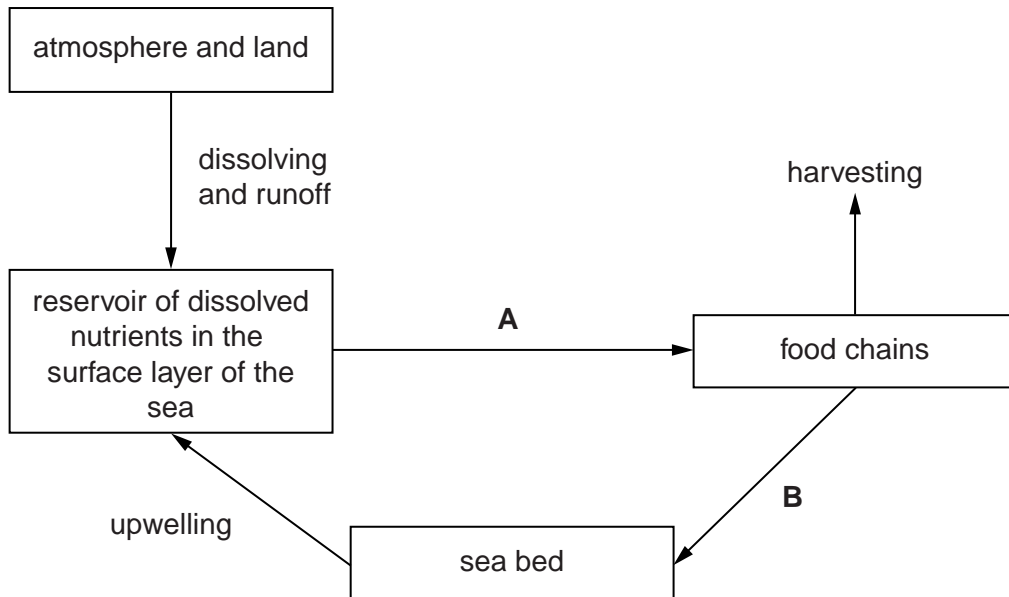 atmosphere and land
dissolving
and runoff
harvesting
reservoir of dissolved
nutrients in the
surface layer of the
sea
A
food chains
B
upwelling
sea bed